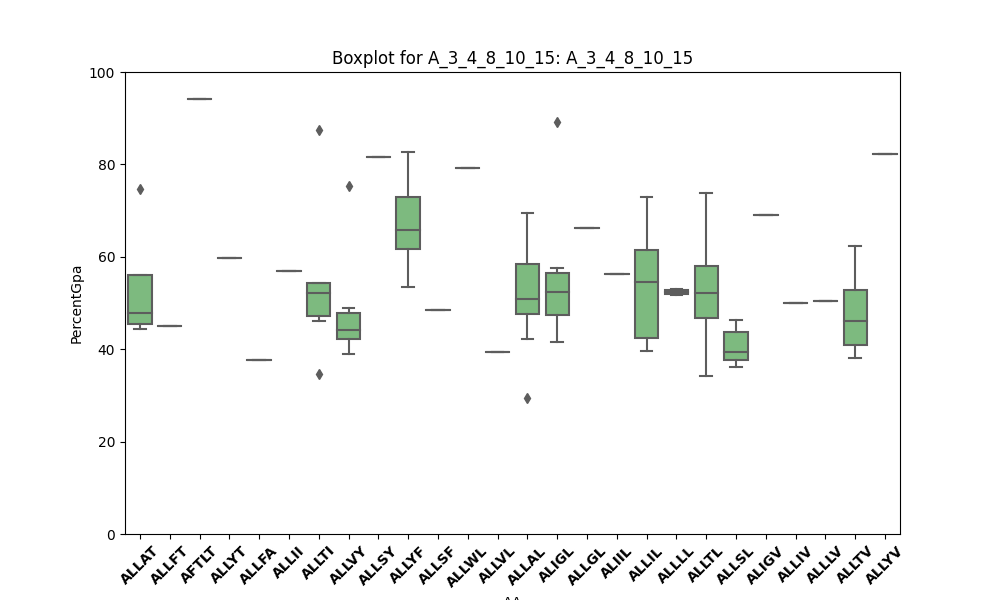 Boxplot for A_3_4_8_10_15: A_3_4_8_10_15
100
80
60
40
20
0
PercentGpa
ALLAT ALLFT AFTLT ALLYT ALLFA ALLII ALLTI ALLVY ALLSY ALLYF ALLSF ALLWL ALLVL ALLAL ALIGL ALLGL ALIIL ALLIL ALLLL ALLTL ALLSL ALIGV ALLIV ALLLV ALLTV ALLYV